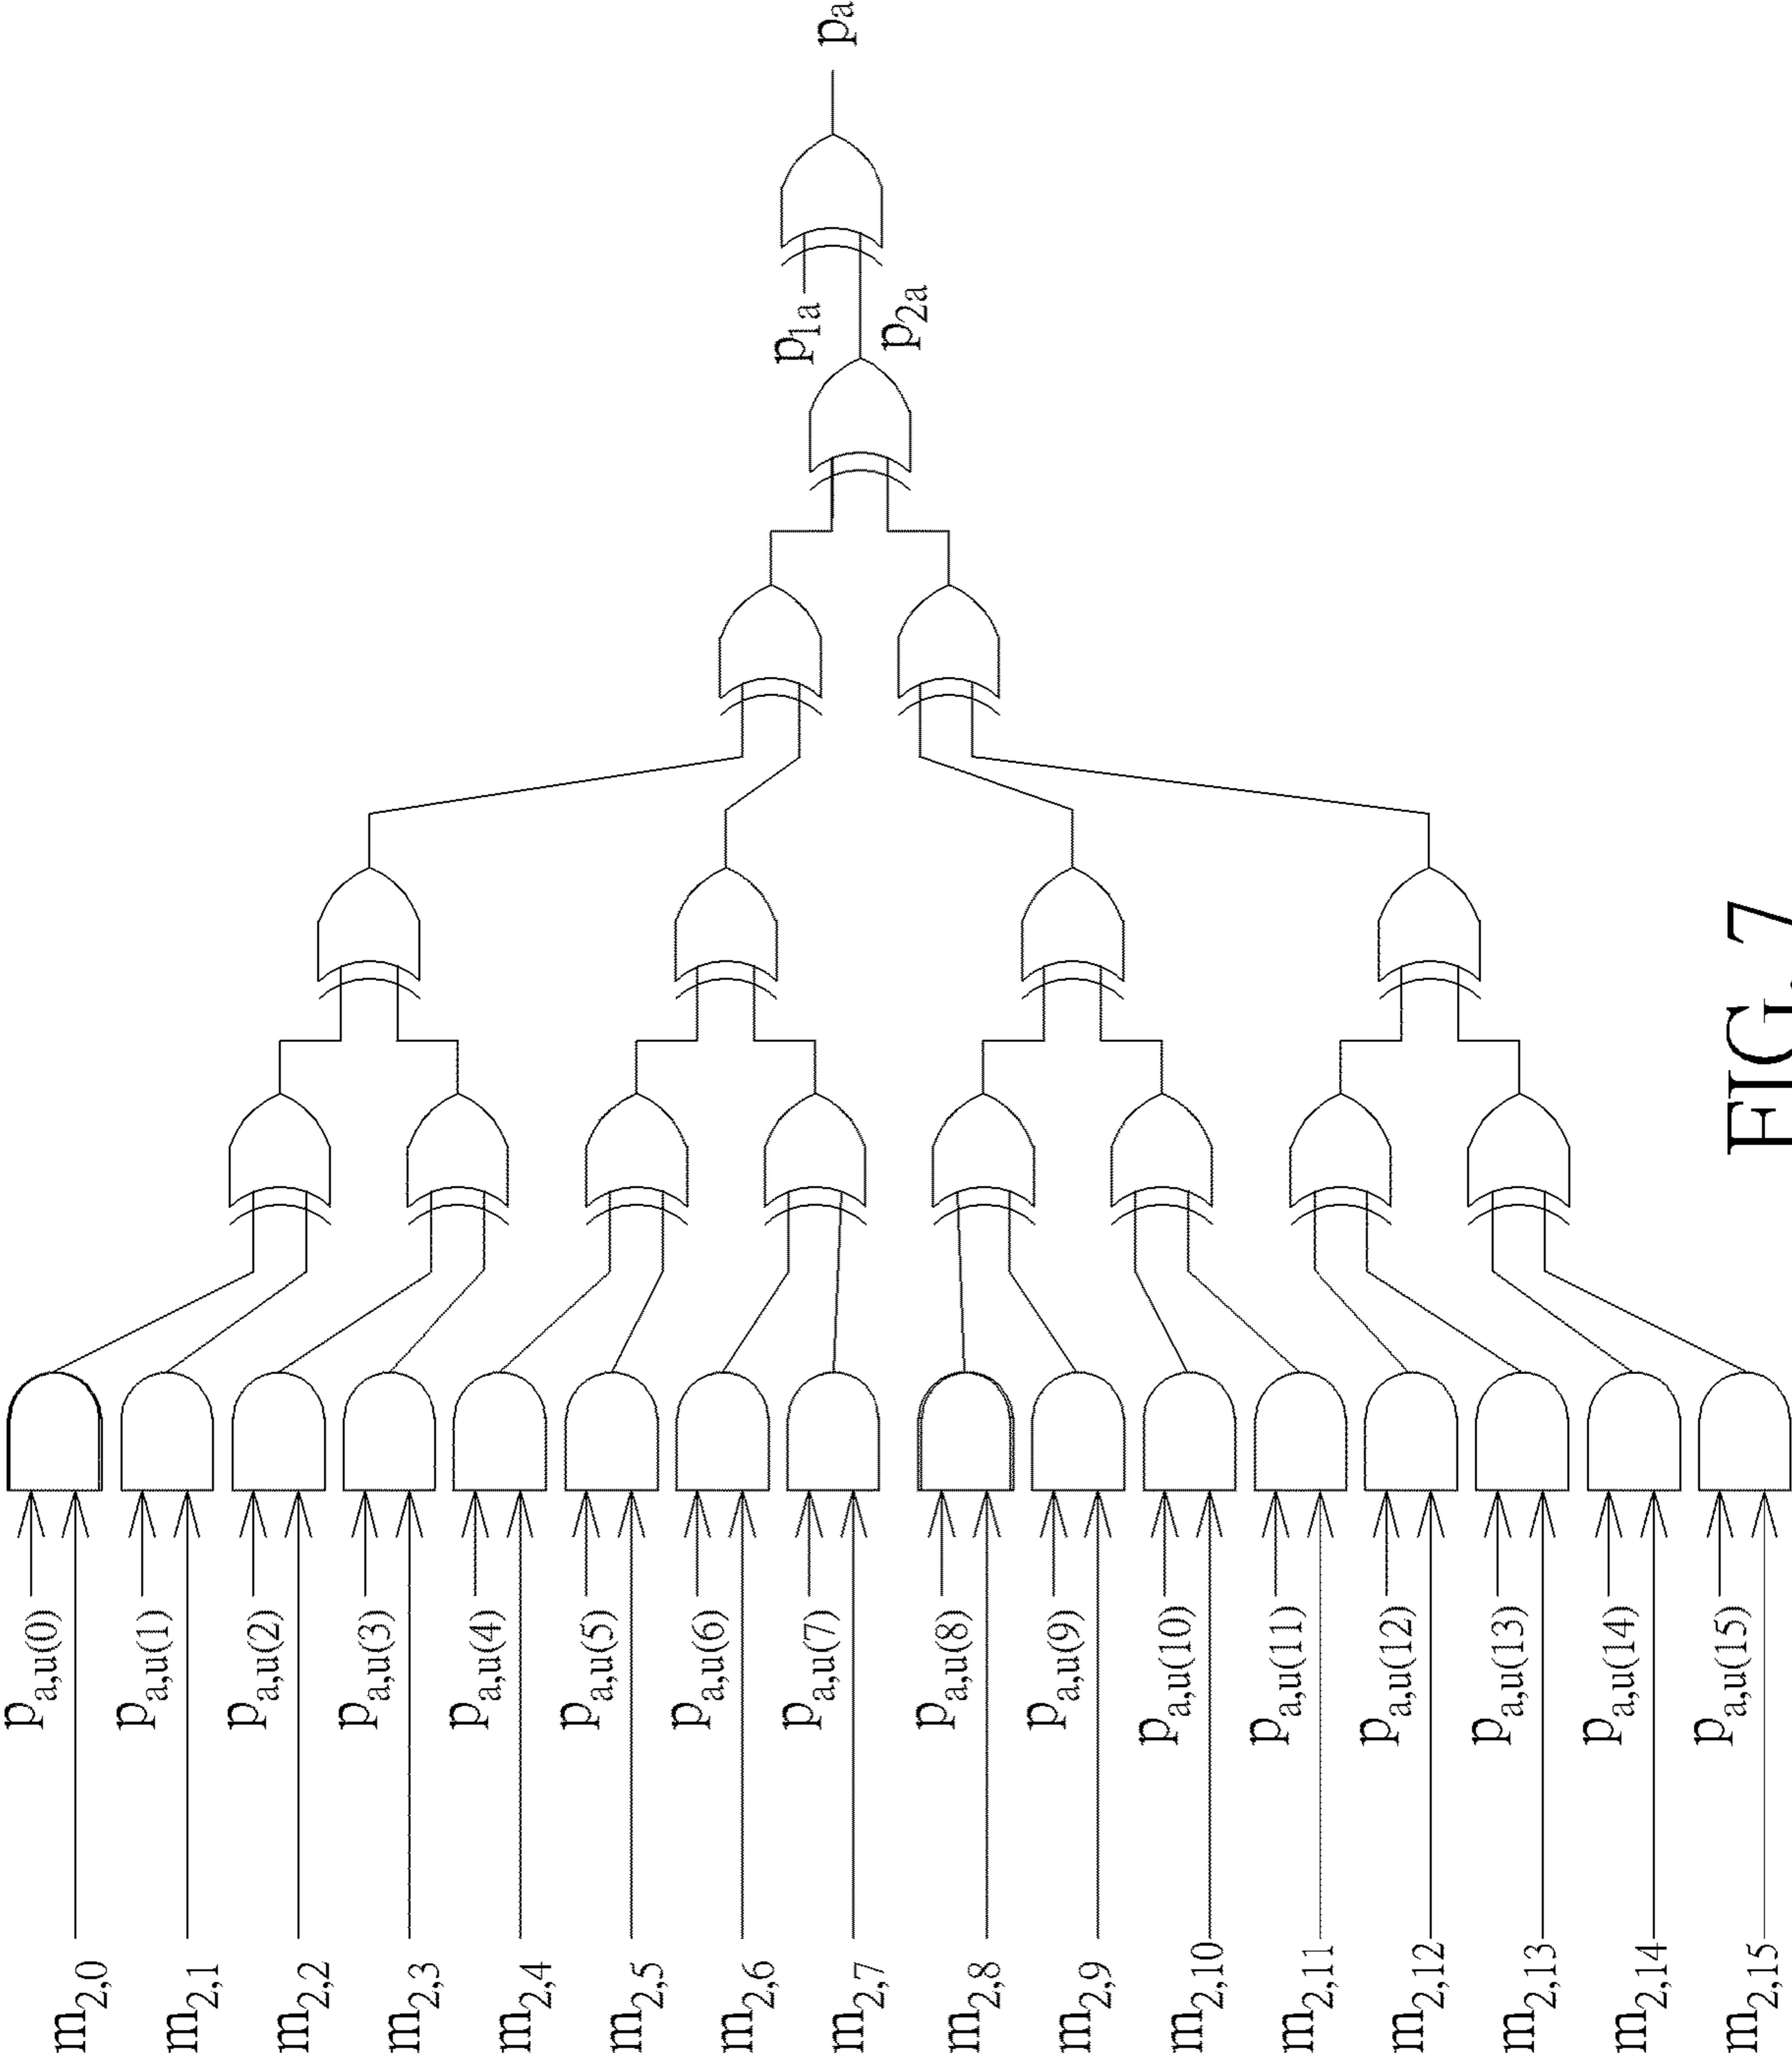 m2,0
pa,u(0)
m2,1
pa,u(1)
m2,2
pa,u(2)
m2,3
pa,u(3)
m2,4
pa,u(4)
m2,5
pa,u(5)
m2,6
pa,u(6)
m2,7
pa,u(7)
m2,8
pa,u(8)
m2,9
pa,u(9)
m2,10
pa,u(10)
m2,11
pa,u(11)
m2,12
pa,u(12)
m2,13
pa,u(13)
m2,14
pa,u(14)
m2,15
pa,u(15)
p1a
p2a
pa
FIG. 7